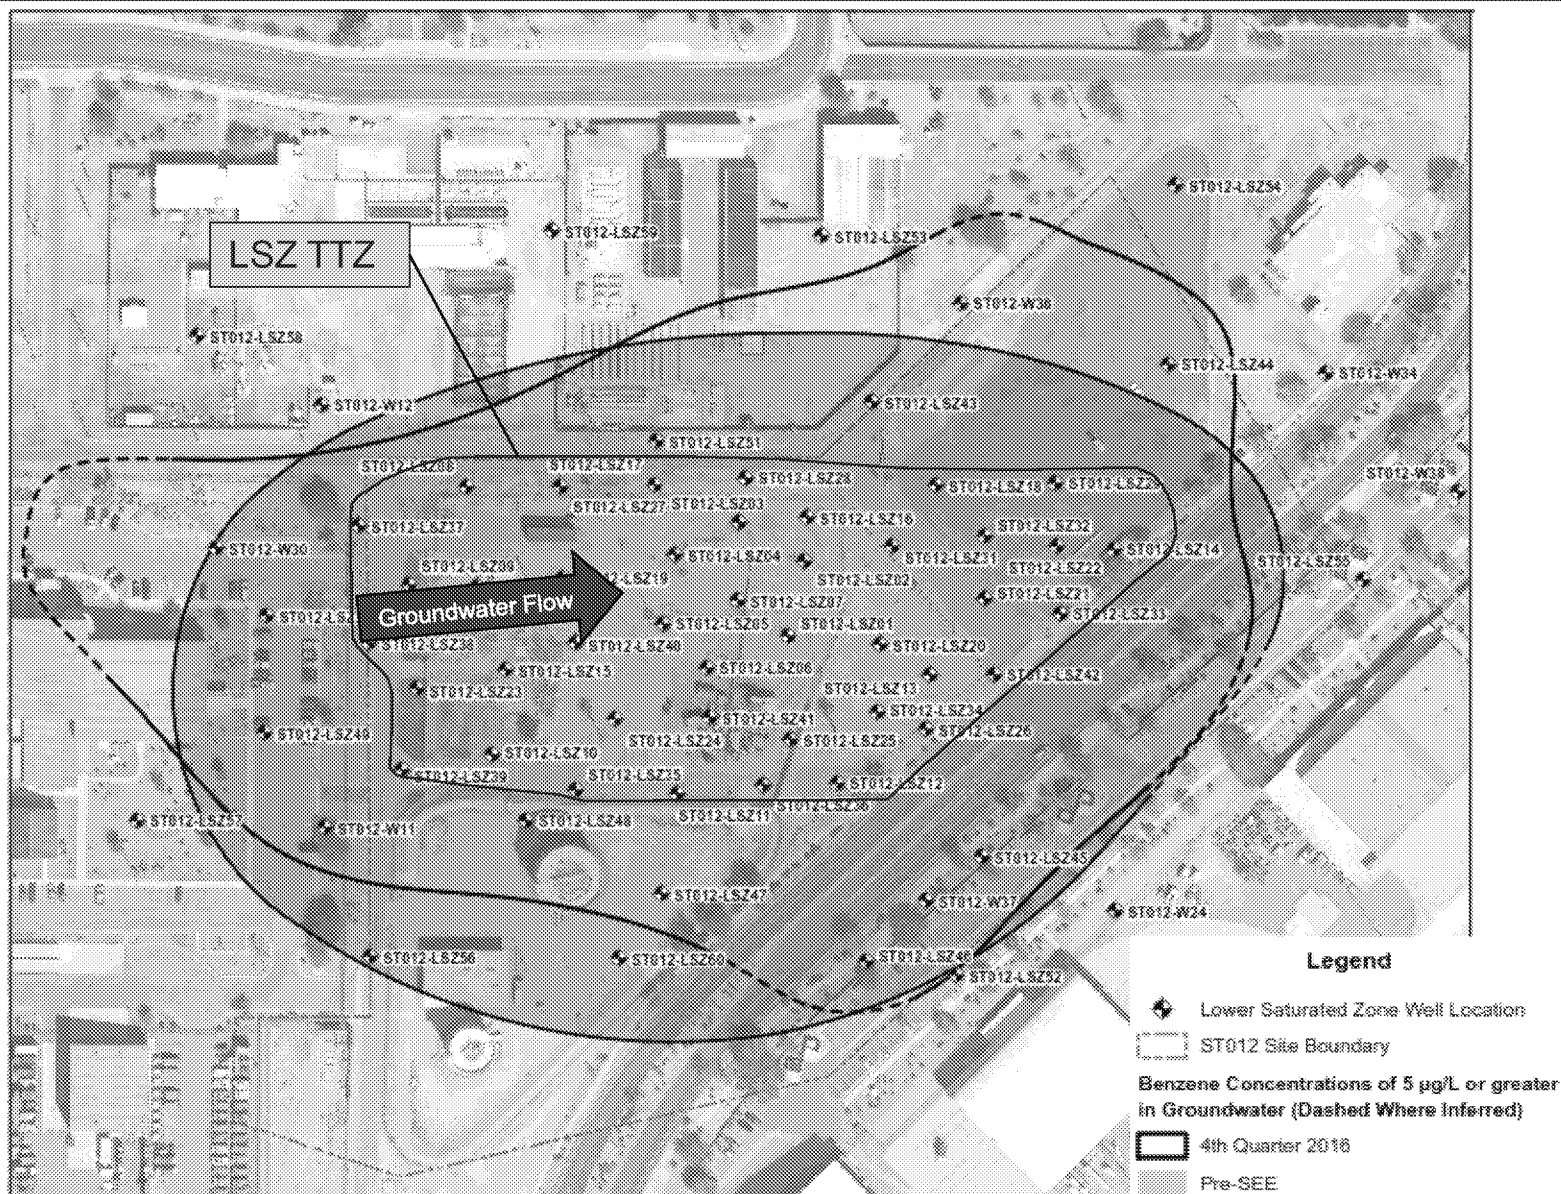 ST012-LSZ54
ST012-LSZ59
ST012-LSZ53
LSZ TTZ
ST012-W36
ST012-LSZ58
ST012-LSZ44
ST012-W34
ST012-W12
ST012-LSZ43
ST012-LSZ51
ST012-LSZ08
ST012-LSZ17
ST012-W38
ST012-LSZ28
ST012-LSZ18
ST012-LSZ29
ST012-LSZ27
ST012-LSZ03
ST012-LSZ37
ST012-LSZ16
ST012-LSZ32
ST012-W30
ST012-LSZ04
ST012-LSZ31
ST012-LSZ14
ST012-LSZ09
ST012-LSZ22
ST012-LSZ55
LSZ19
ST012-LSZ02
ST012-LSZ07
ST012-LSZ21
Groundwater Flow
ST012-LSZ
ST012-LSZ33
ST012-LSZ05
ST012-LSZ01
ST012-LSZ38
ST012-LSZ40
ST012-LSZ20
ST012-LSZ15
ST012-LSZ06
ST012-LSZ42
ST012-LSZ23
ST012-LSZ13
ST012-LSZ34
ST012-LSZ41
ST012-LSZ49
ST012-LSZ24
ST012-LSZ25
ST012-LSZ26
ST012-LSZ10
ST012-LSZ39
ST012-LSZ35
ST012-LSZ12
ST012-LSZ36
ST012-LSZ11
ST012-LSZ57
ST012-W11
ST012-LSZ48
ST012-LSZ45
ST012-LSZ47
ST012-W37
ST012-W24
ST012-LSZ56
ST012-LSZ60
ST012-LSZ46
ST012-LSZ52
Legend
Lower Saturated Zone Well Location
ST012 Site Boundary
Benzene Concentrations of 5 µg/L or greater
in Groundwater (Dashed Where Inferred)
4th Quarter 2016
Pre-SEE